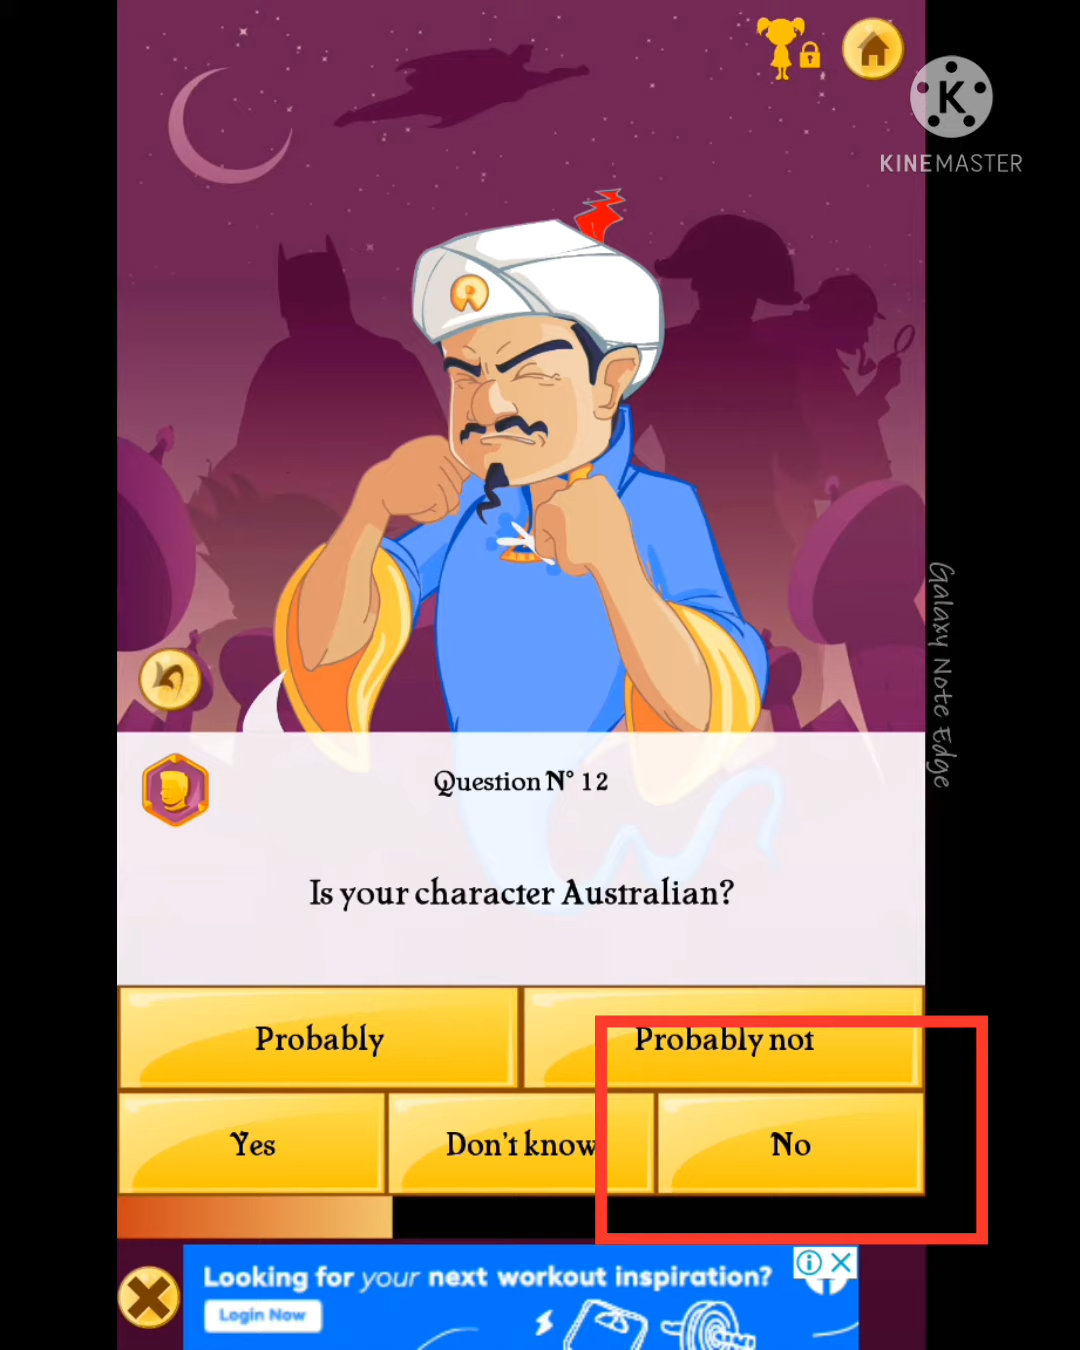 K
KINEMASTER
Galaxy Note Edge
Question N° 12
Is your character Australian?
Probably
Probably not
Yes
Don't know
No
Looking for your next workout inspiration?
Login Now